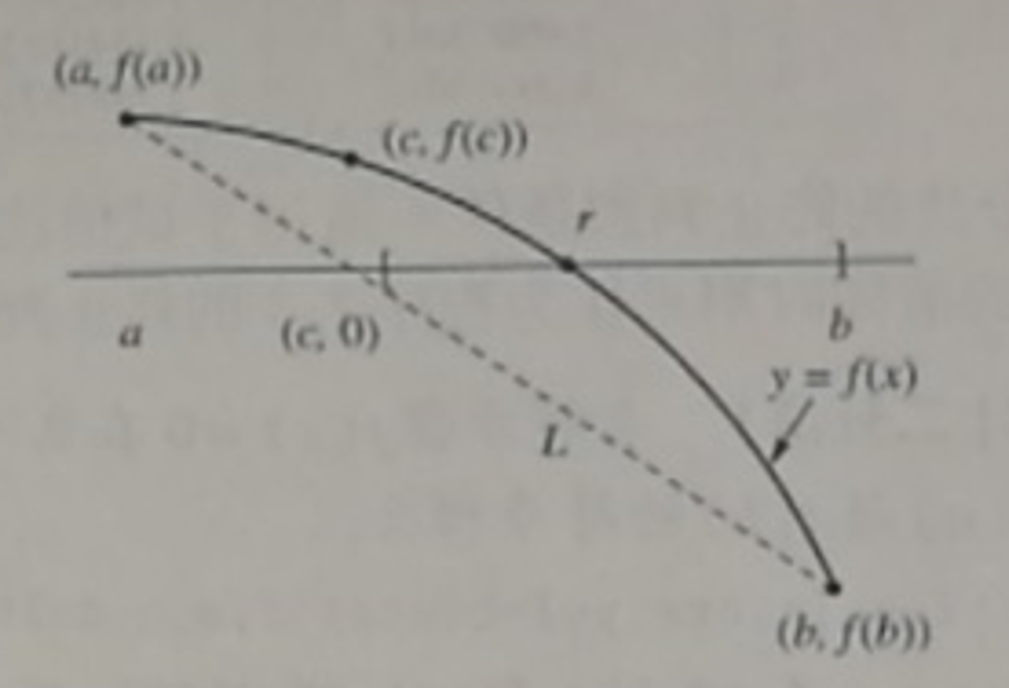 (a, f(a))
(c, f(c))
r
a
(c, 0)
b
y = f(x)
L
(b, f(b))